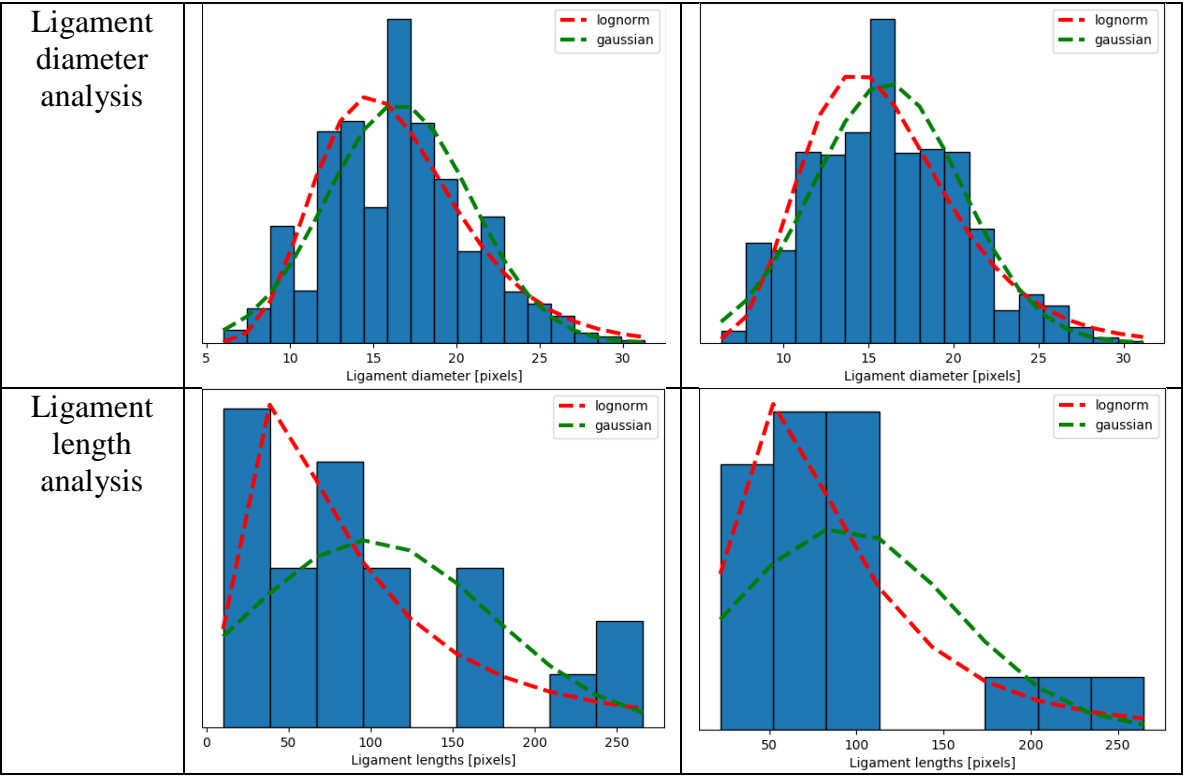 Ligament
diameter
analysis
lognorm
gaussian
5 10 15 20 25 30
Ligament diameter [pixels]
lognorm
gaussian
10 15 20 25 30
Ligament diameter [pixels]
Ligament
length
analysis
lognorm
gaussian
0 50 100 150 200 250
Ligament lengths [pixels]
lognorm
gaussian
50 100 150 200 250
Ligament lengths [pixels]